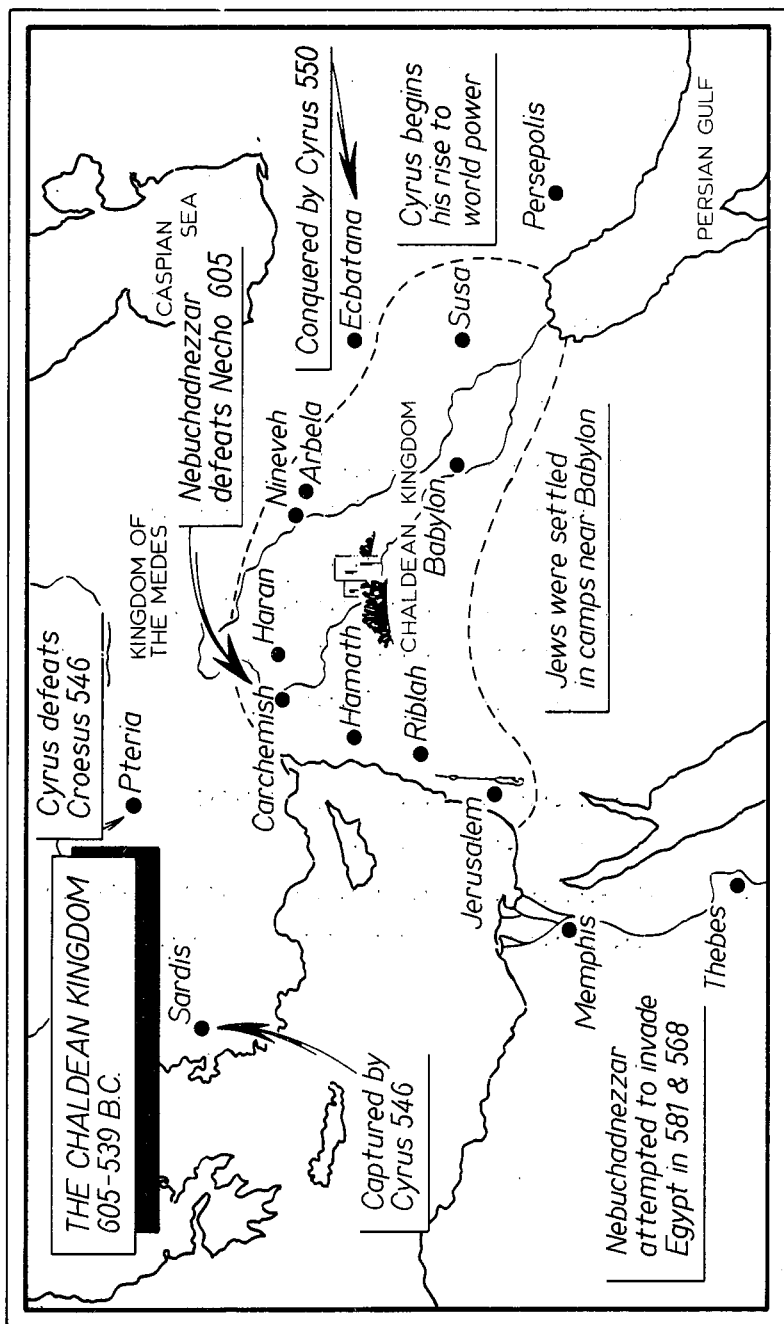 THE CHALDEAN KINGDOM
605-539 B.C.
Cyrus defeats
Croesus 546
Pteria
Sardis
KINGDOM OF
THE MEDES
CASPIAN
SEA
Nebuchadnezzar
defeats Necho 605
Conquered by Cyrus 550
Ecbatana
Nineveh
Arbela
Haran
Carchemish
Hamath
Riblah
CHALDEAN KINGDOM
Babylon
Susa
Cyrus begins
his rise to
world power
Persepolis
PERSIAN GULF
Captured by
Cyrus 546
Jerusalem
Jews were settled
in camps near Babylon
Memphis
Thebes
Nebuchadnezzar
attempted to invade
Egypt in 581 & 568